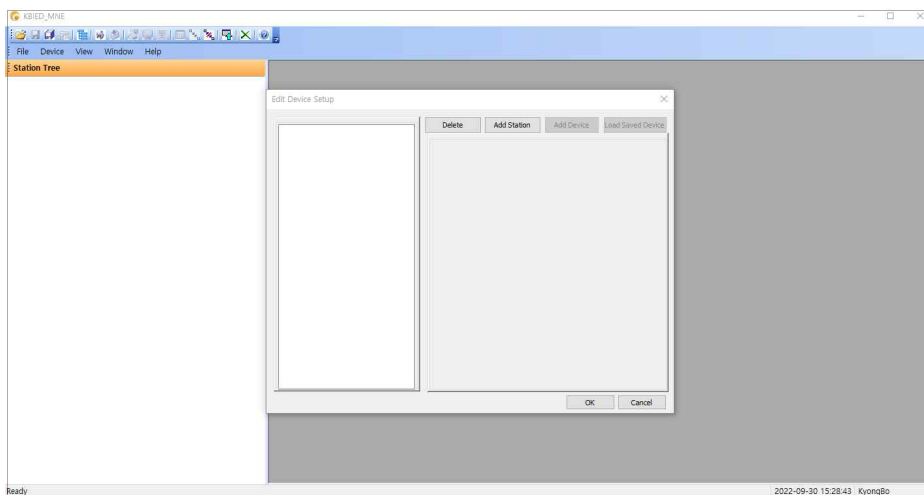 KBIED_MNE
File Device View Window Help
Station Tree
Edit Device Setup
Delete Add Station Add Device Load Saved Device
OK Cancel
Ready 2022-09-30 15:28:43 KyongBo